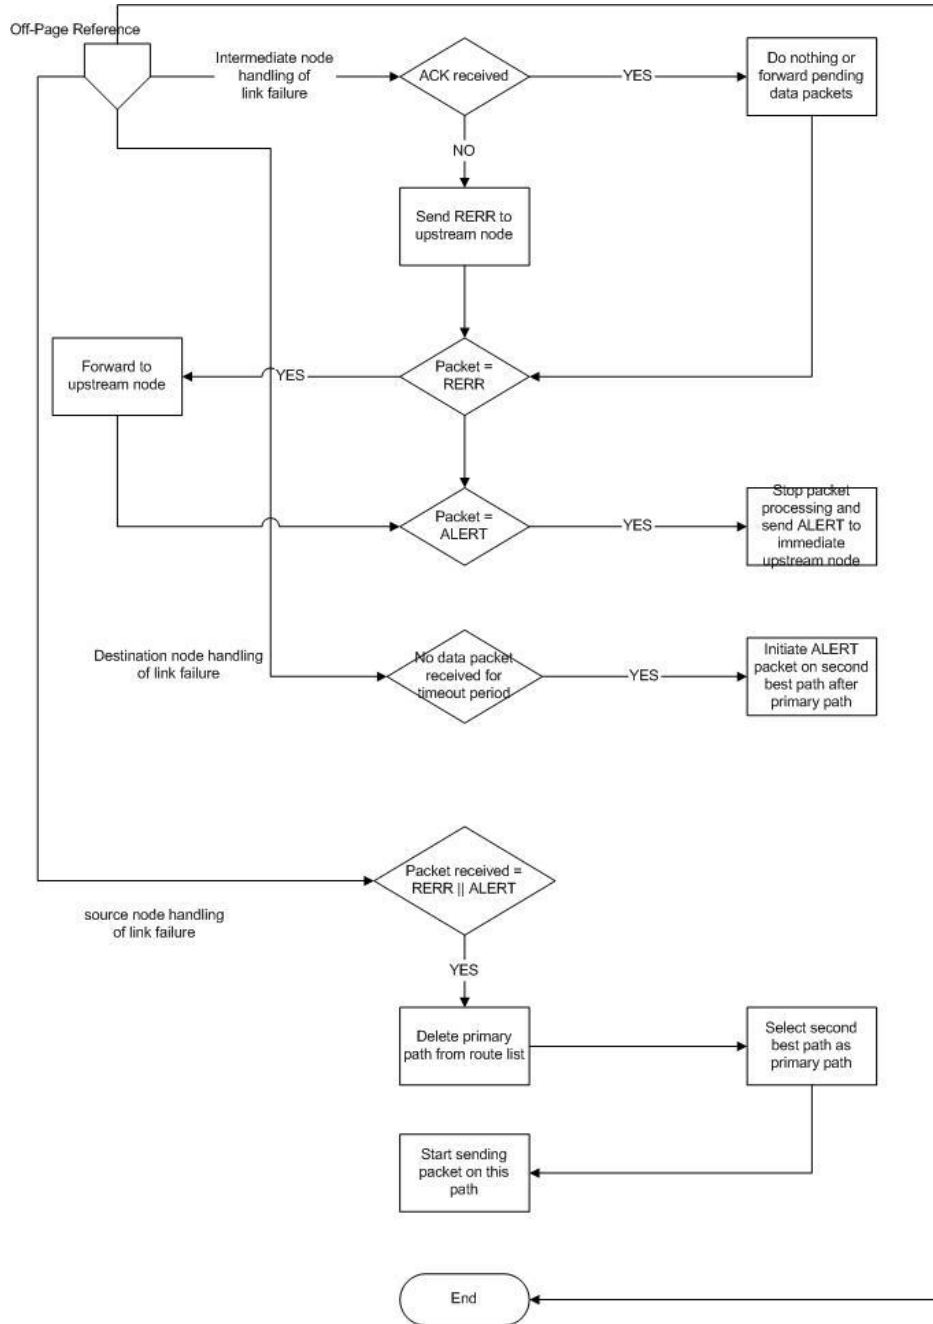 Off-Page Reference
Intermediate node
handling of
link failure
ACK received
YES
Do nothing or
forward pending
data packets
NO
Send RERR to
upstream node
Forward to
upstream node
YES
Packet =
RERR
Packet =
ALERT
YES
Stop packet
processing and
send ALERT to
immediate
upstream node
Destination node handling
of link failure
No data packet
received for
timeout period
YES
Initiate ALERT
packet on second
best path after
primary path
Packet received =
RERR || ALERT
source node handling
of link failure
YES
Delete primary
path from route list
Select second
best path as
primary path
Start sending
packet on this
path
End